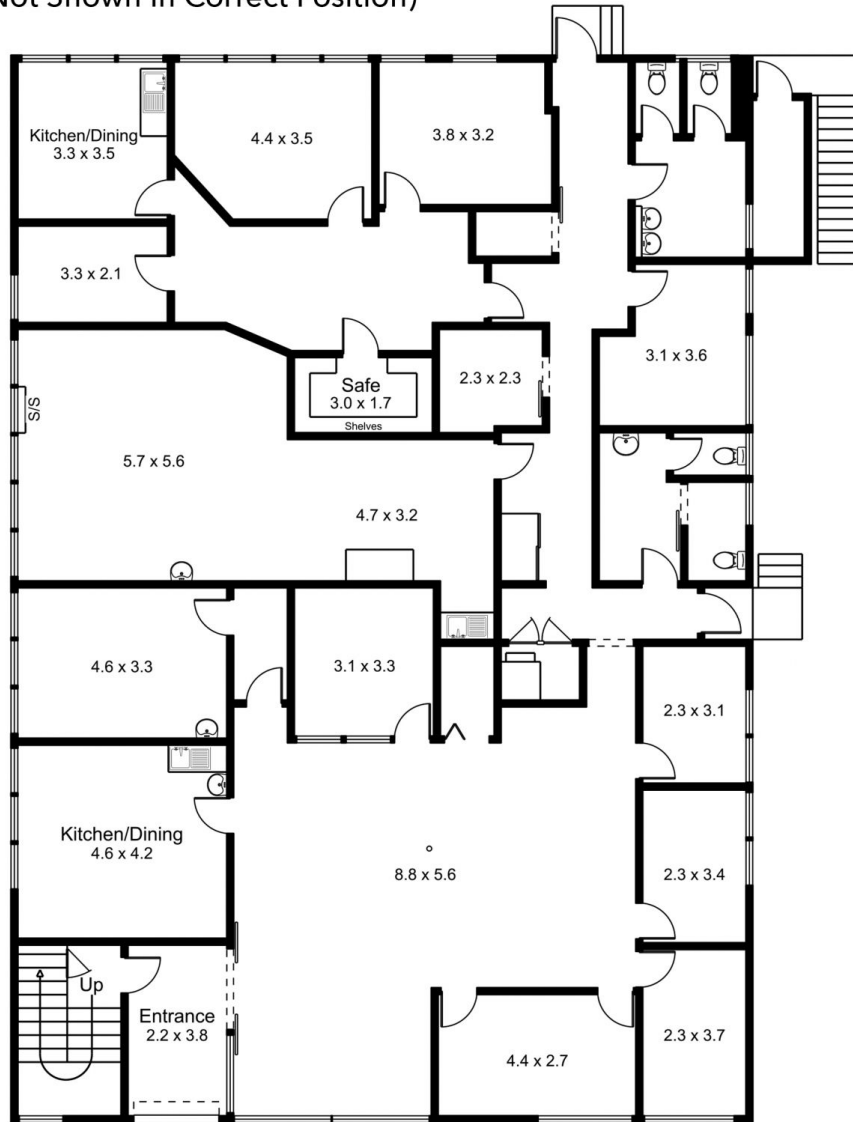 Not Shown in Correct Position)
Kitchen/Dining
3.3 x 3.5
4.4 x 3.5
3.8 x 3.2
3.3 x 2.1
3.1 x 3.6
Safe
3.0 x 1.7
Shelves
2.3 x 2.3
S/S
5.7 x 5.6
4.7 x 3.2
4.6 x 3.3
3.1 x 3.3
2.3 x 3.1
Kitchen/Dining
4.6 x 4.2
8.8 x 5.6
2.3 x 3.4
Up
Entrance
2.2 x 3.8
4.4 x 2.7
2.3 x 3.7